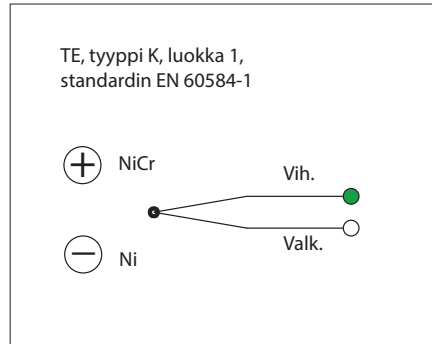 TE, tyyppi K, luokka 1,
standardin EN 60584-1
+ NiCr
Vih.
Valk.
− Ni